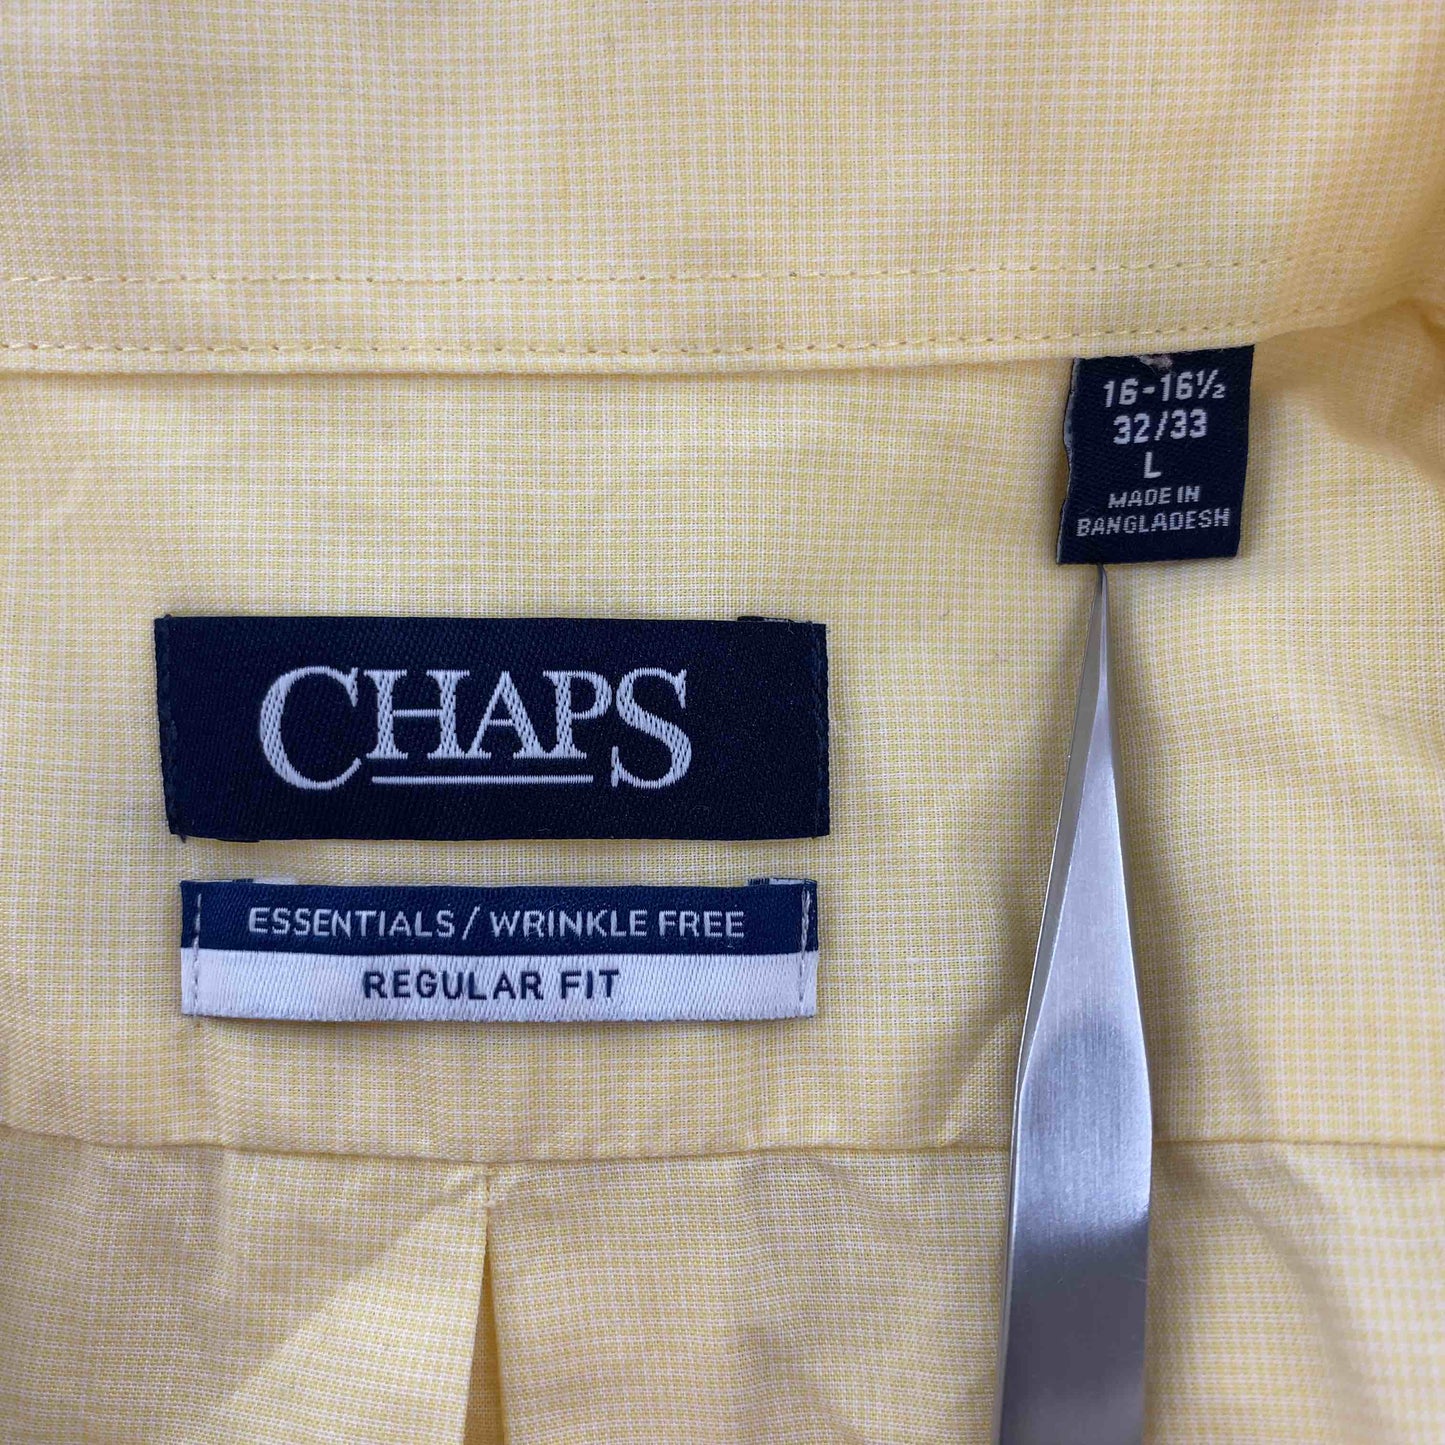 16-16½
32/33
L
MADE IN
BANGLADESH
CHAPS
ESSENTIALS/WRINKLE FREE
REGULAR FIT